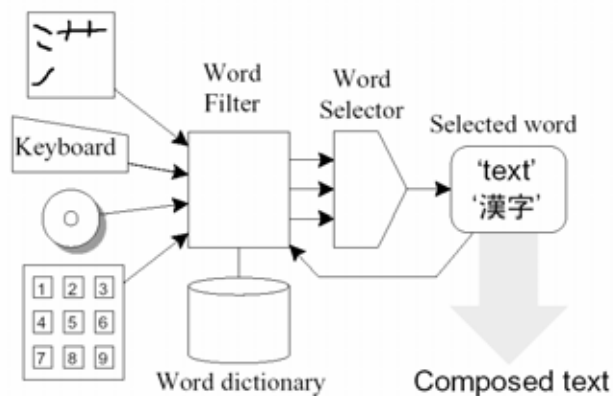 Word
Filter
Word
Selector
Selected word
Keyboard
'text'
'漢字'
1 2 3
4 5 6
7 8 9
Word dictionary
Composed text